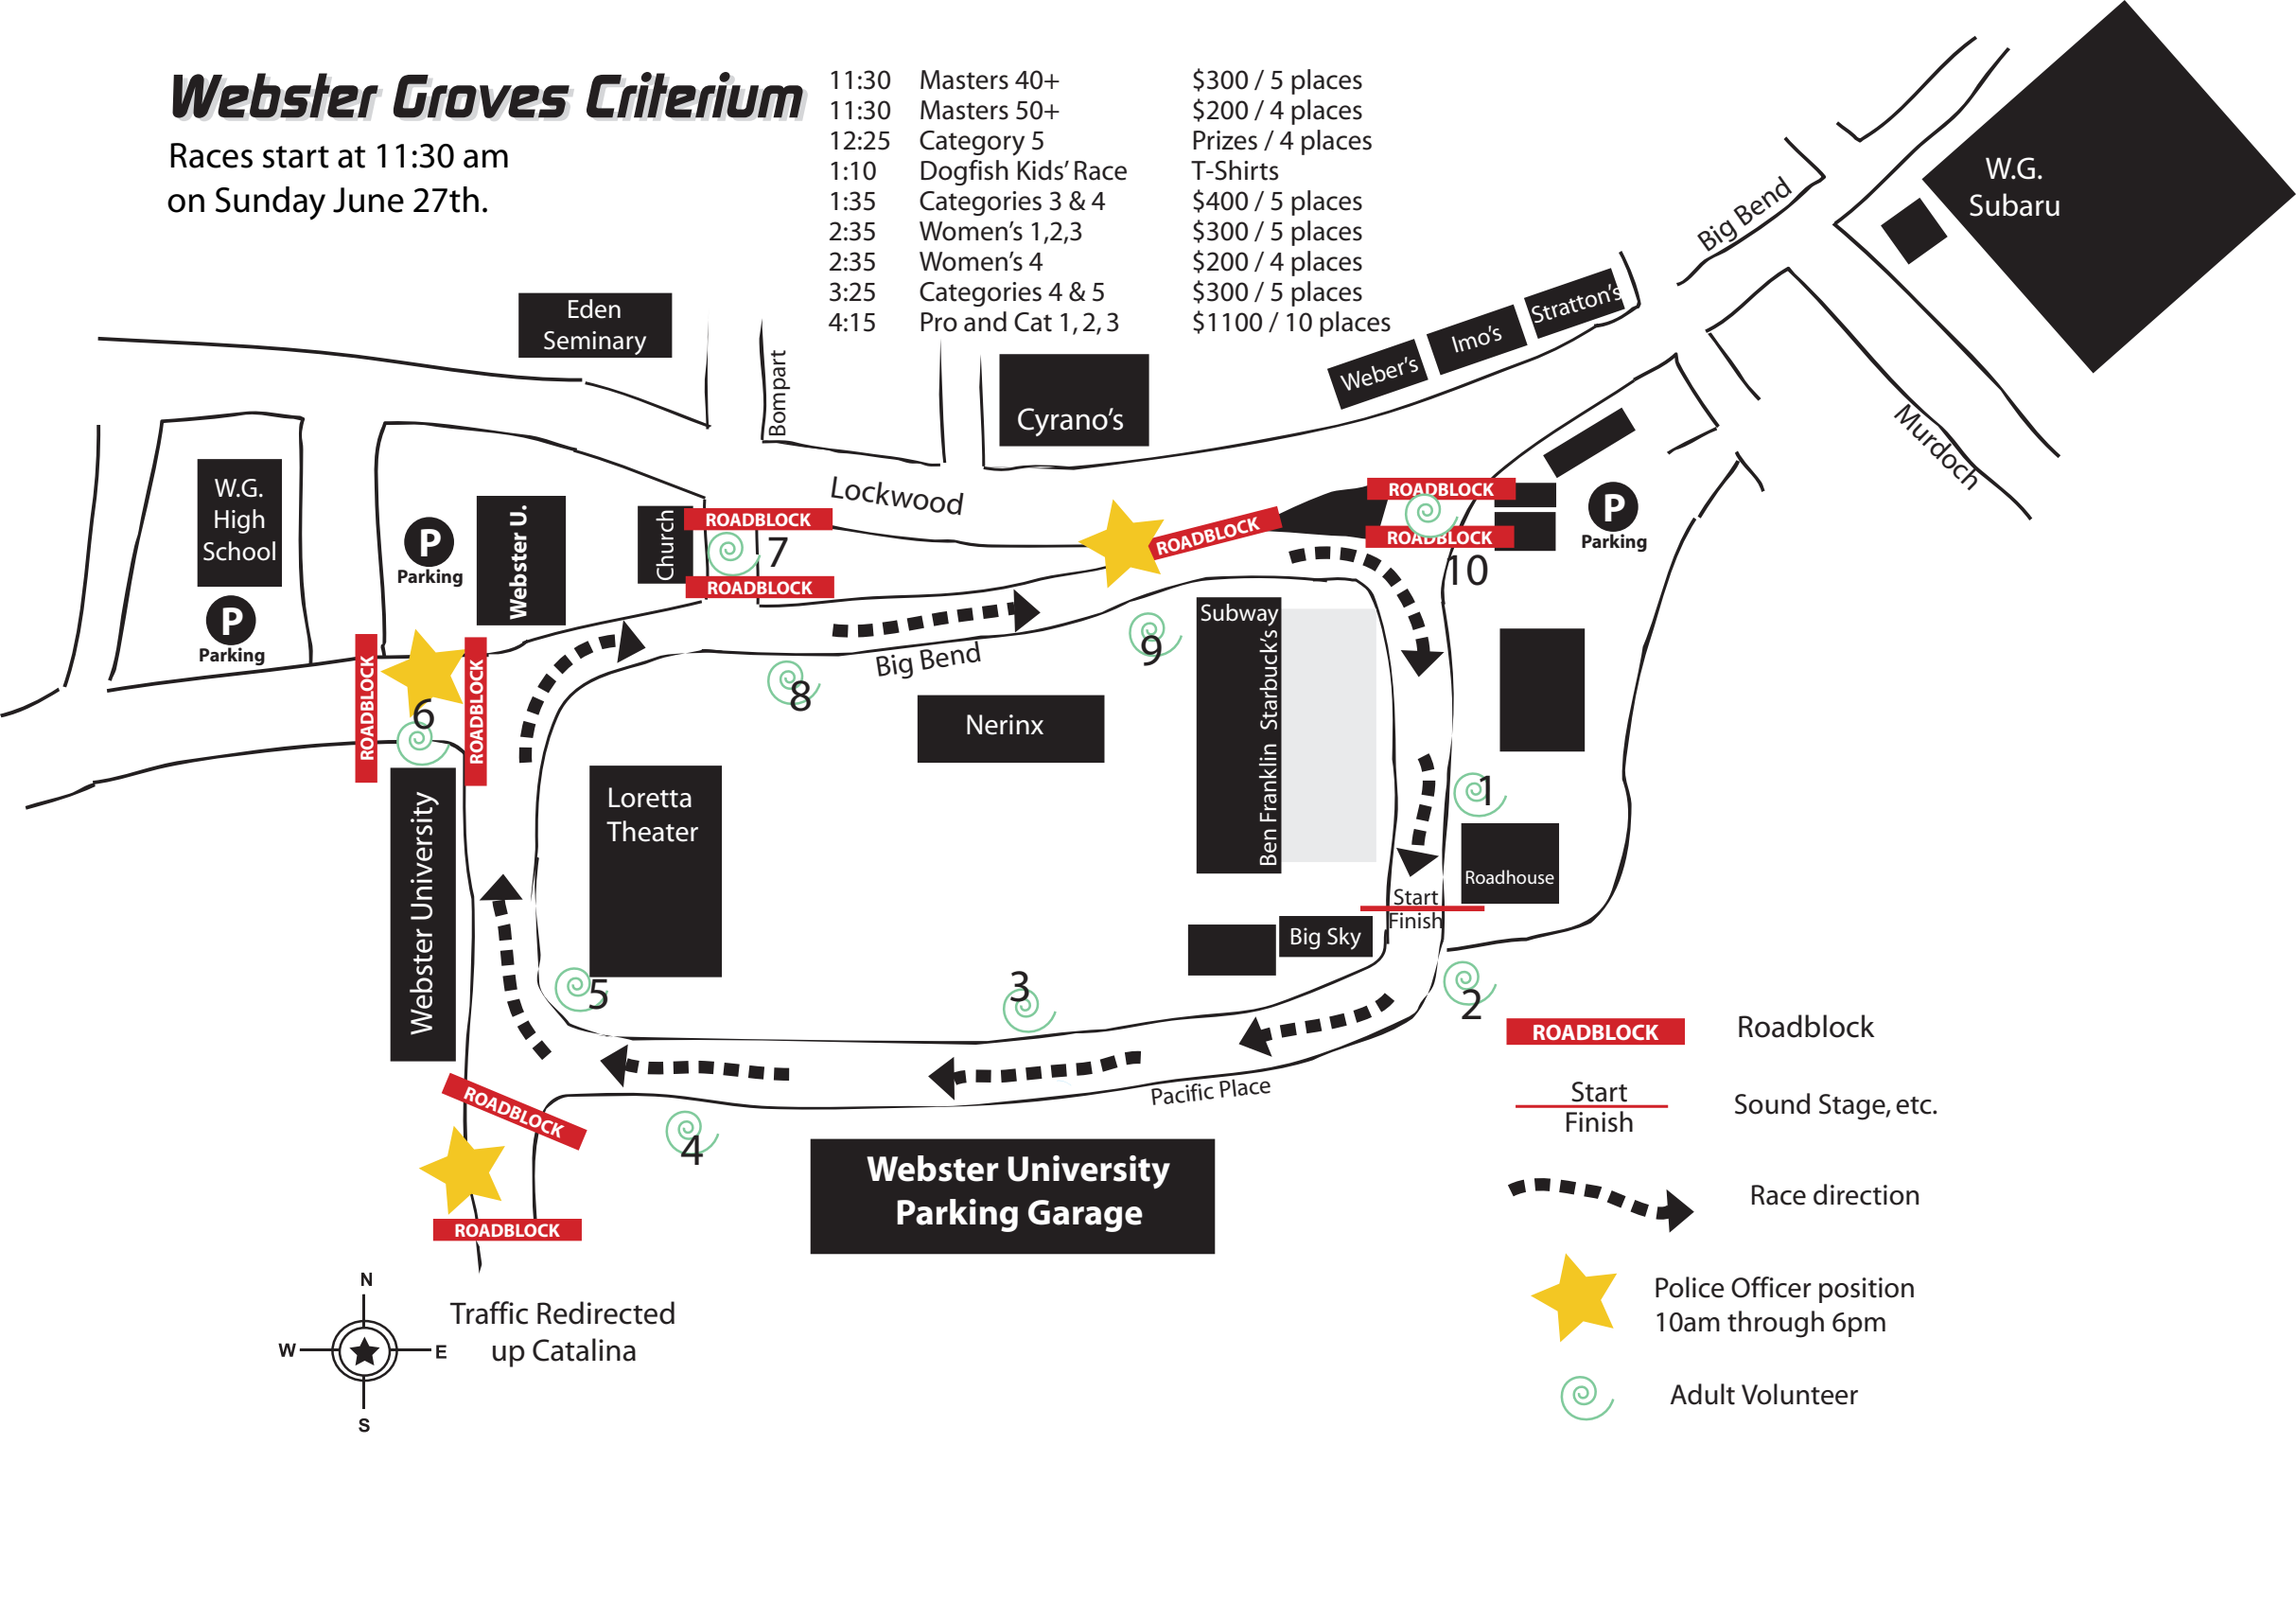 Webster Groves Criterium
Races start at 11:30 am
on Sunday June 27th.
11:30 Masters 40+ $300 / 5 places
11:30 Masters 50+ $200 / 4 places
12:25 Category 5 Prizes / 4 places
1:10 Dogfish Kids' Race T-Shirts
1:35 Categories 3 & 4 $400 / 5 places
2:35 Women's 1,2,3 $300 / 5 places
2:35 Women's 4 $200 / 4 places
3:25 Categories 4 & 5 $300 / 5 places
4:15 Pro and Cat 1, 2, 3 $1100 / 10 places
W.G.
Subaru
Big Bend
Murdoch
Eden
Seminary
Bompart
Cyrano's
Weber's
Imo's
Stratton's
Lockwood
W.G.
High
School
P
Parking
P
Parking
Webster U.
Church
ROADBLOCK
7
ROADBLOCK
ROADBLOCK
ROADBLOCK
ROADBLOCK
10
P
Parking
ROADBLOCK
6
ROADBLOCK
8
Big Bend
9
Subway
Starbuck's
Ben Franklin
Nerinx
Loretta
Theater
Webster University
1
Roadhouse
Start
Finish
Big Sky
2
3
5
4
Pacific Place
ROADBLOCK
ROADBLOCK
Webster University
Parking Garage
Traffic Redirected
up Catalina
N
W
E
S
ROADBLOCK Roadblock
Start
Finish
Sound Stage, etc.
Race direction
Police Officer position
10am through 6pm
Adult Volunteer